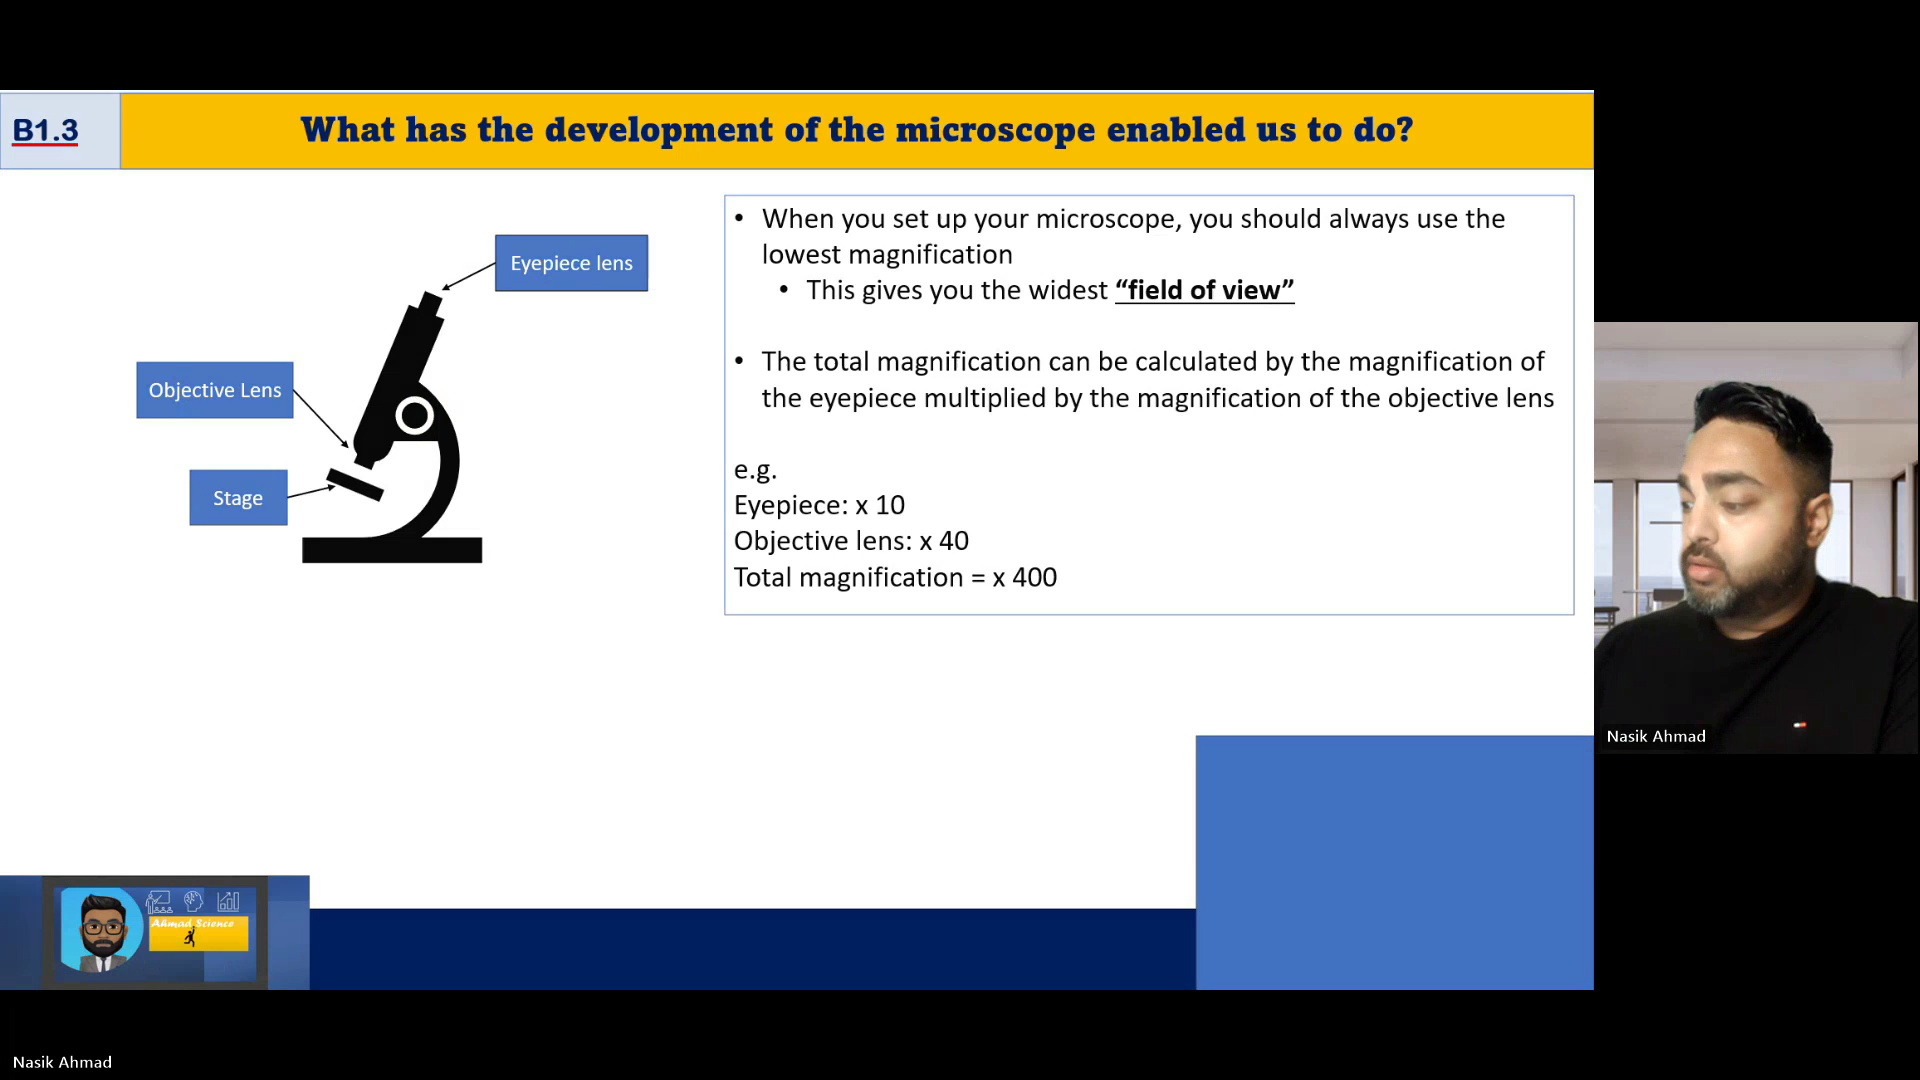 B1.3
What has the development of the microscope enabled us to do?
Eyepiece lens
Objective Lens
Stage
• When you set up your microscope, you should always use the
lowest magnification
• This gives you the widest “field of view”
• The total magnification can be calculated by the magnification of
the eyepiece multiplied by the magnification of the objective lens
e.g.
Eyepiece: x 10
Objective lens: x 40
Total magnification = x 400
Nasik Ahmad
Ahmad Science
Nasik Ahmad